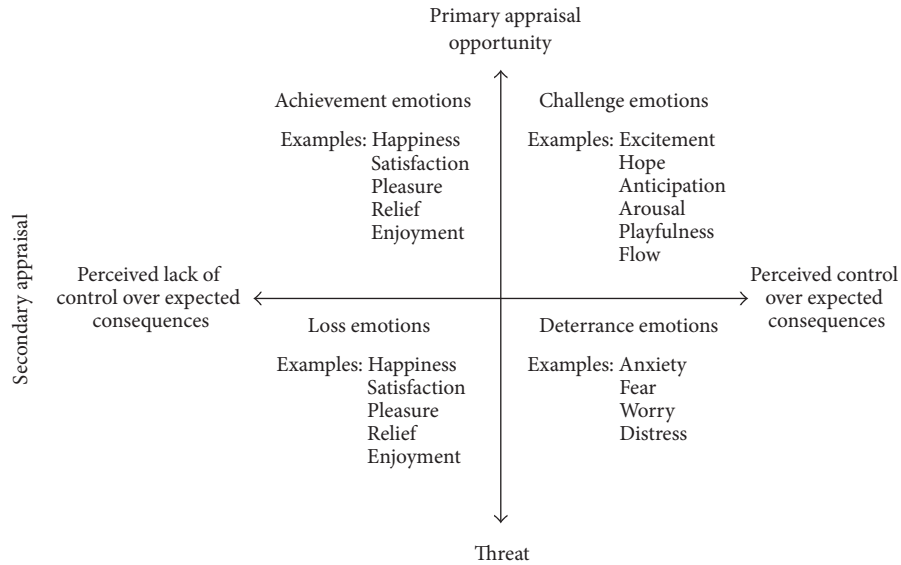 Primary appraisal
opportunity
Achievement emotions
Examples: Happiness
Satisfaction
Pleasure
Relief
Enjoyment
Challenge emotions
Examples: Excitement
Hope
Anticipation
Arousal
Playfulness
Flow
Secondary appraisal
Perceived lack of
control over expected
consequences
Perceived control
over expected
consequences
Loss emotions
Examples: Happiness
Satisfaction
Pleasure
Relief
Enjoyment
Deterrance emotions
Examples: Anxiety
Fear
Worry
Distress
Threat